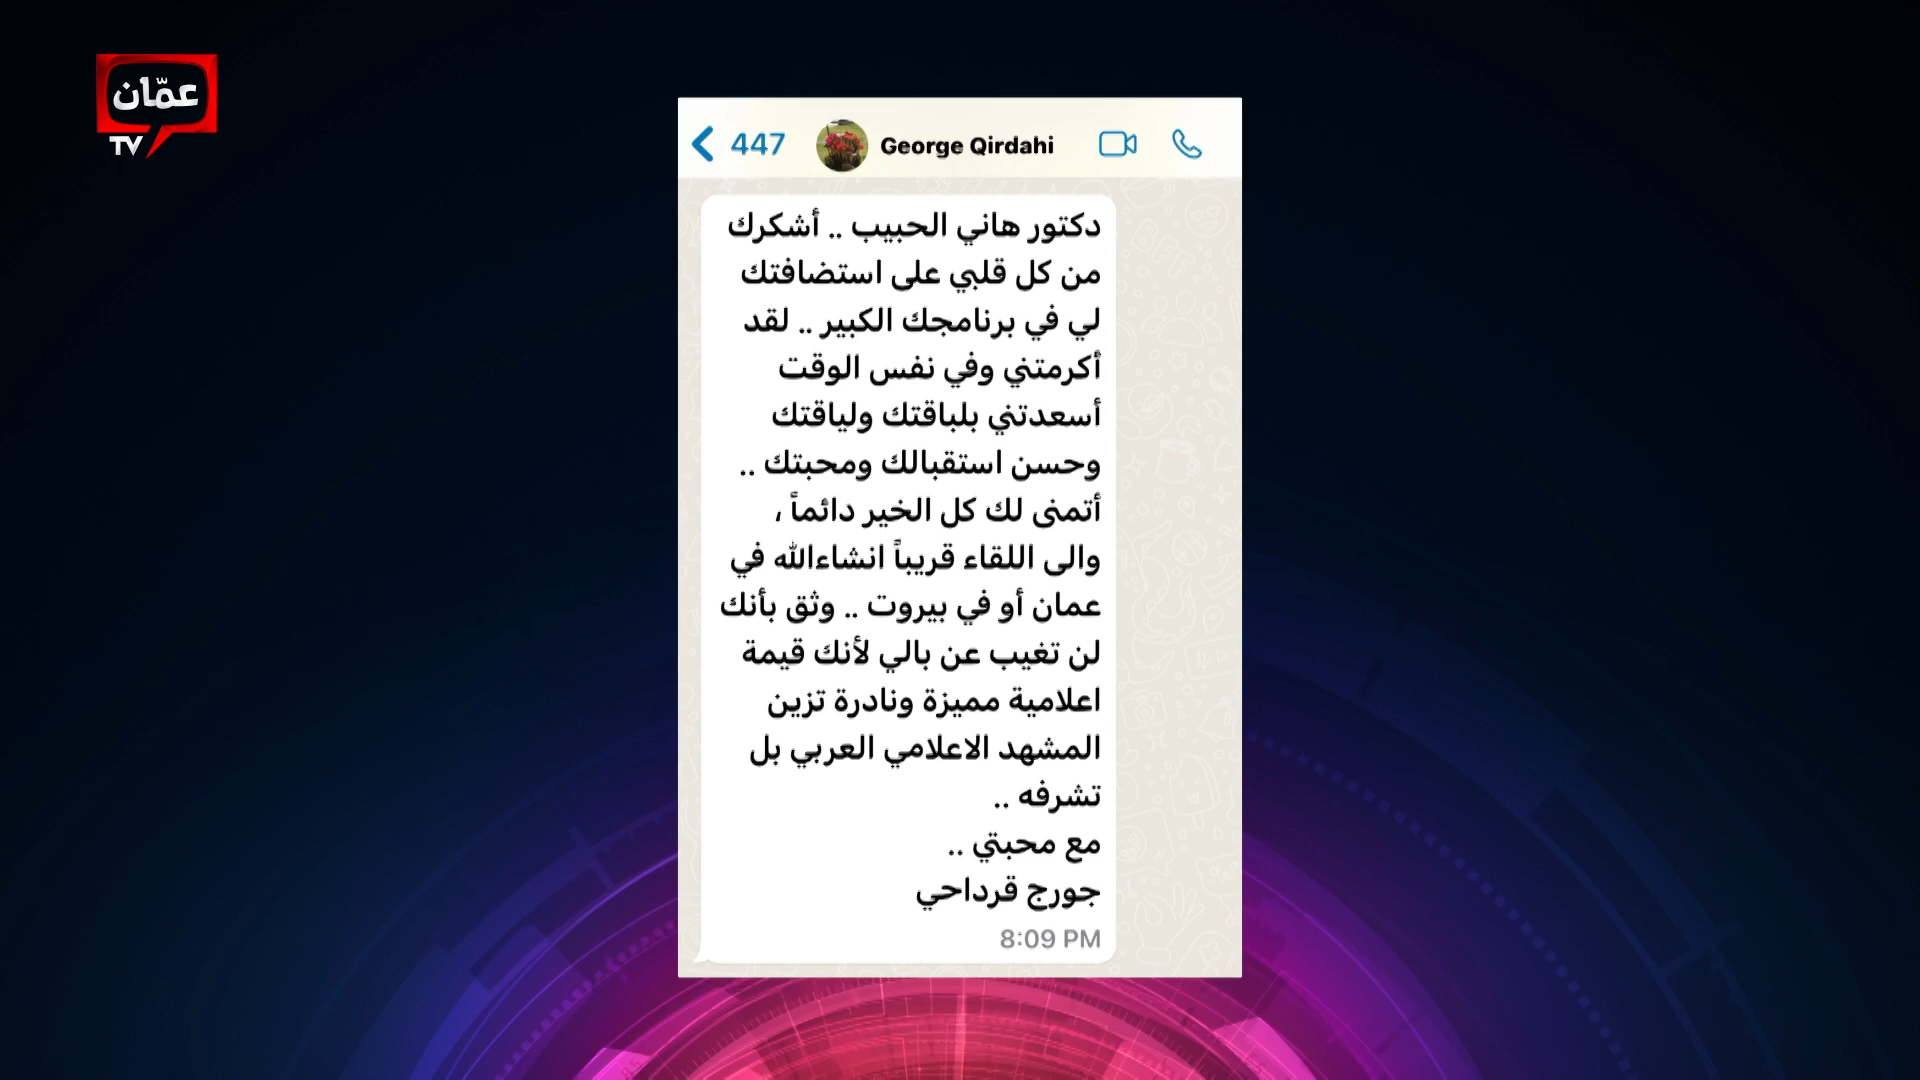 عمّان
TV
447
George Qirdahi
دكتور هاني الحبيب .. أشكرك
من كل قلبي على استضافتك
لي في برنامجك الكبير .. لقد
أكرمتني وفي نفس الوقت
أسعدتني بلباقتك ولياقتك
وحسن استقبالك ومحبتك ..
أتمنى لك كل الخير دائماً ،
والى اللقاء قريباً انشاءالله في
عمان أو في بيروت .. وثق بأنك
لن تغيب عن بالي لأنك قيمة
اعلامية مميزة ونادرة تزين
المشهد الاعلامي العربي بل
تشرفه ..
مع محبتي ..
جورج قرداحي
8:09 PM